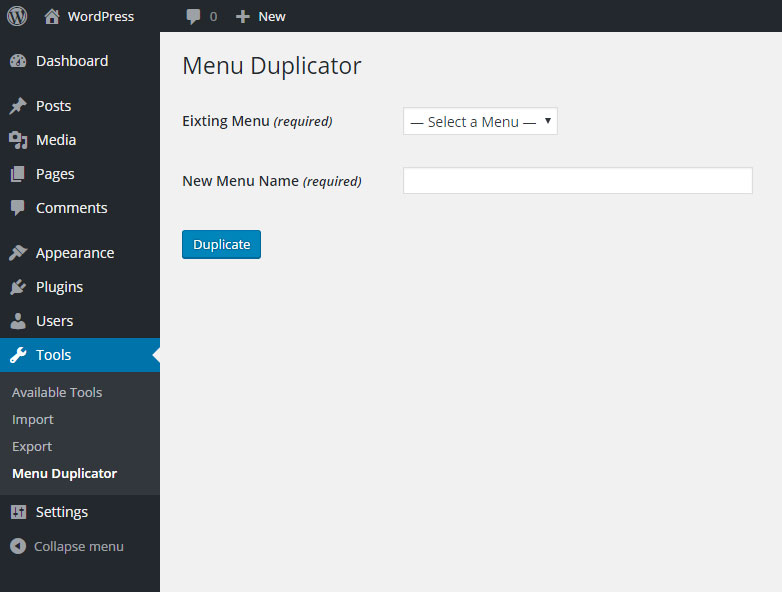 WordPress
0
New
Dashboard
Posts
Media
Pages
Comments
Appearance
Plugins
Users
Tools
Available Tools
Import
Export
Menu Duplicator
Settings
Collapse menu
Menu Duplicator
Eixting Menu (required)
— Select a Menu —
New Menu Name (required)
Duplicate